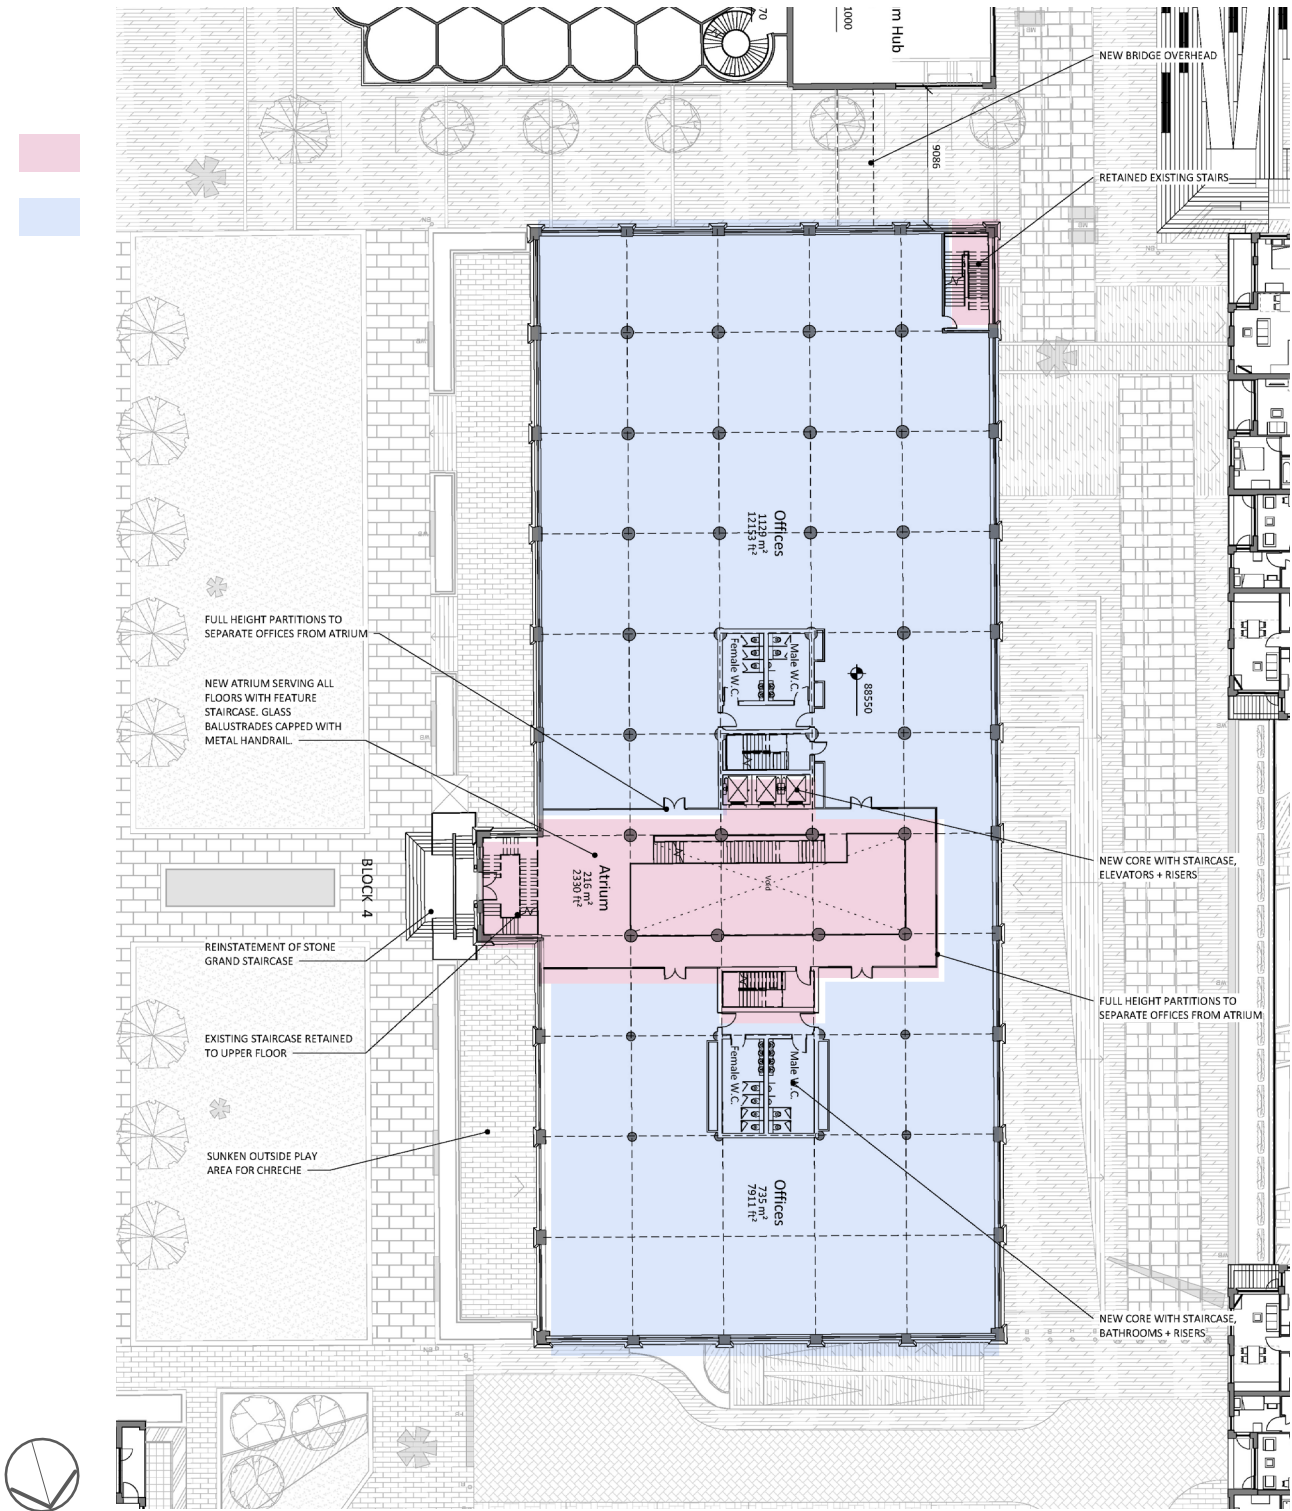 70
1000
m Hub
NEW BRIDGE OVERHEAD
9086
RETAINED EXISTING STAIRS
Offices
1129 m²
12153 ft²
FULL HEIGHT PARTITIONS TO
SEPARATE OFFICES FROM ATRIUM
Female W.C.
Male W.C.
88550
NEW ATRIUM SERVING ALL
FLOORS WITH FEATURE
STAIRCASE. GLASS
BALUSTRADES CAPPED WITH
METAL HANDRAIL.
NEW CORE WITH STAIRCASE,
ELEVATORS + RISERS
BLOCK 4
Atrium
216 m²
2330 ft²
Void
REINSTATEMENT OF STONE
GRAND STAIRCASE
FULL HEIGHT PARTITIONS TO
SEPARATE OFFICES FROM ATRIUM
EXISTING STAIRCASE RETAINED
TO UPPER FLOOR
Female W.C.
Male W.C.
SUNKEN OUTSIDE PLAY
AREA FOR CHRECHE
Offices
735 m²
7911 ft²
NEW CORE WITH STAIRCASE,
BATHROOMS + RISERS